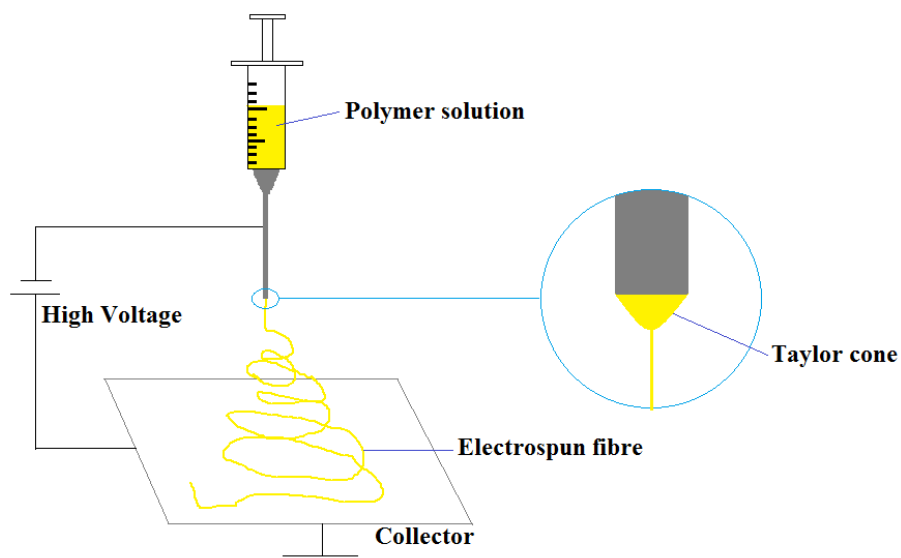 Polymer solution
High Voltage
Taylor cone
Electrospun fibre
Collector